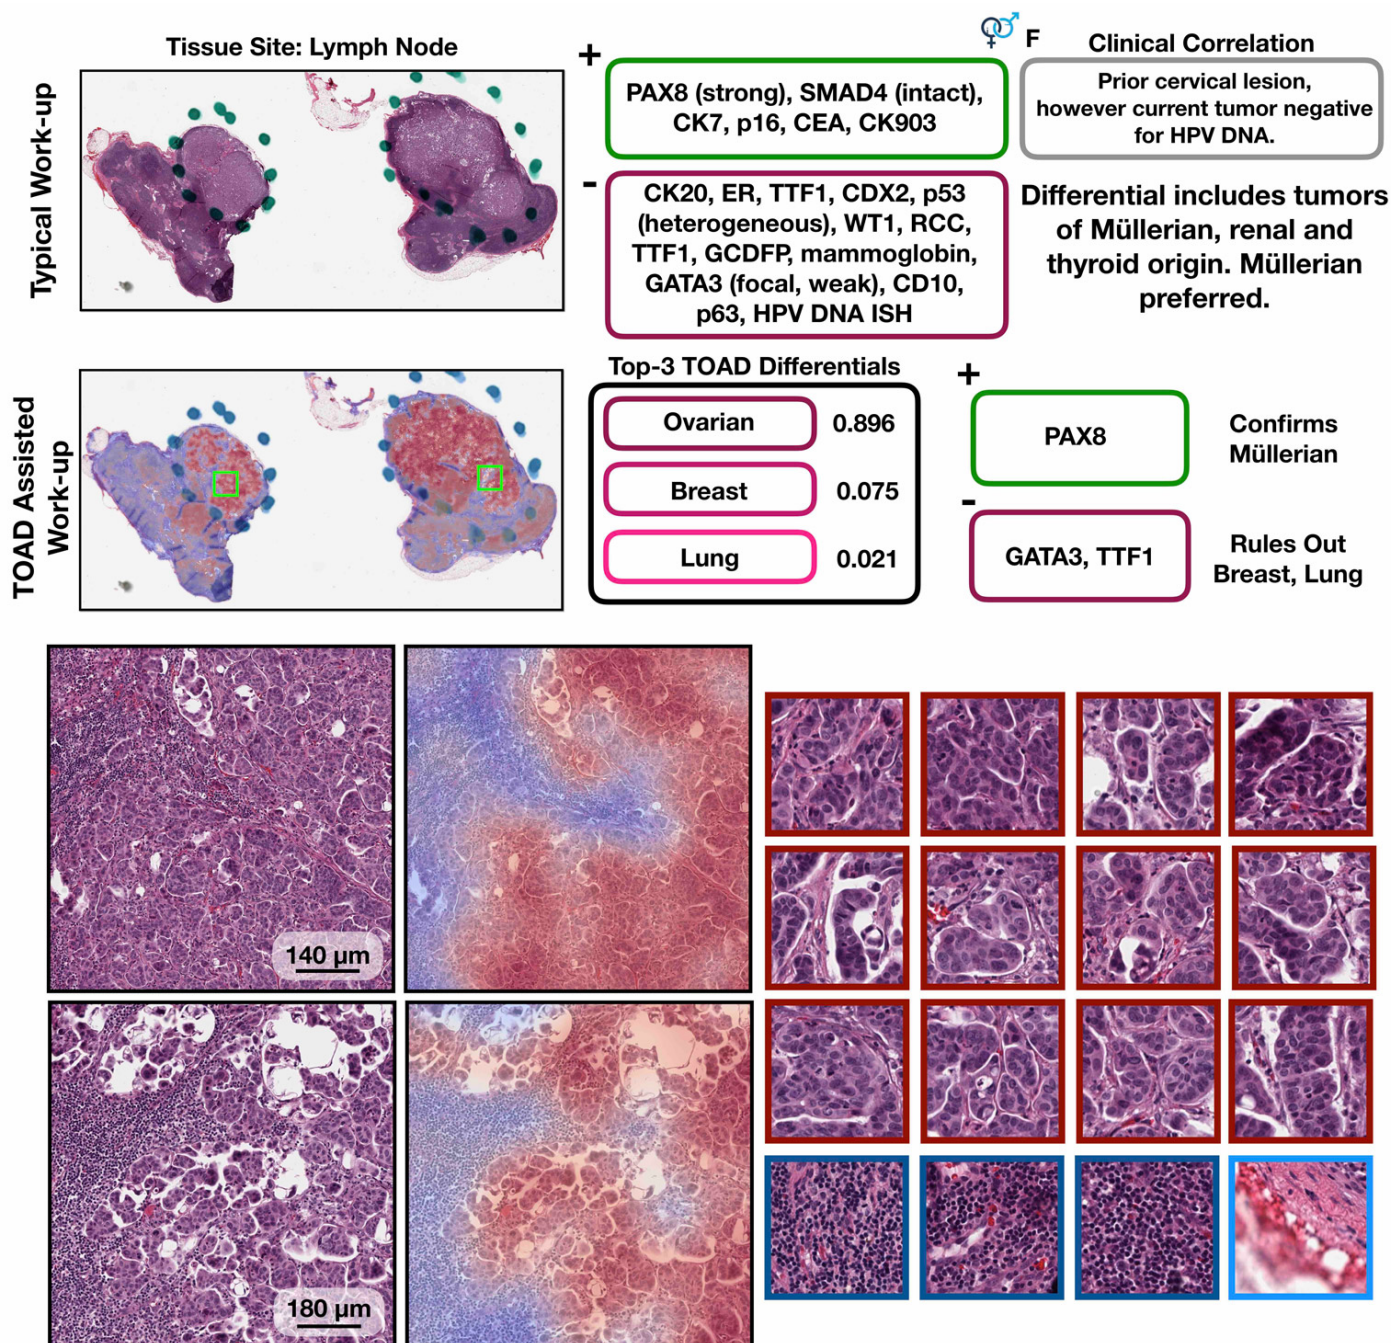 Tissue Site: Lymph Node
Typical Work-up
+
PAX8 (strong), SMAD4 (intact),
CK7, p16, CEA, CK903
F
Clinical Correlation
Prior cervical lesion,
however current tumor negative
for HPV DNA.
-
CK20, ER, TTF1, CDX2, p53
(heterogeneous), WT1, RCC,
TTF1, GCDFP, mammoglobin,
GATA3 (focal, weak), CD10,
p63, HPV DNA ISH
Differential includes tumors
of Müllerian, renal and
thyroid origin. Müllerian
preferred.
TOAD Assisted
Work-up
Top-3 TOAD Differentials
Ovarian 0.896
Breast 0.075
Lung 0.021
+
PAX8
Confirms
Müllerian
-
GATA3, TTF1
Rules Out
Breast, Lung
140 µm
180 µm